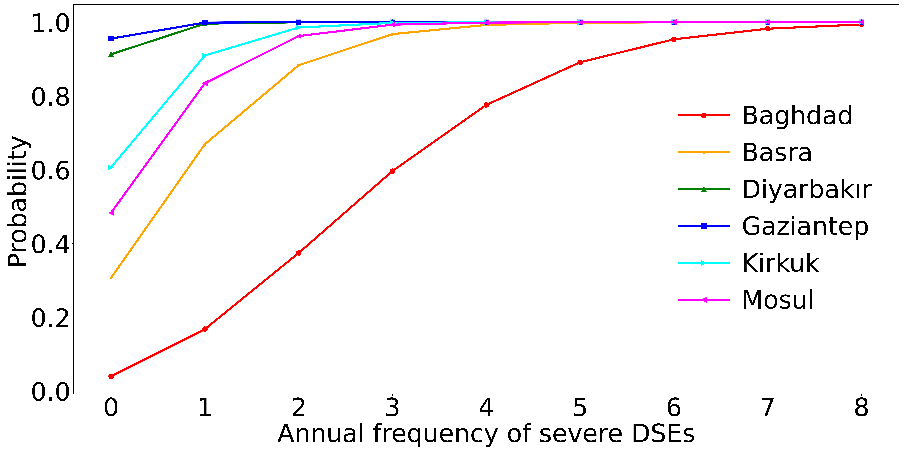 1.0
0.8
0.6
0.4
0.2
0.0
Probability
0 1 2 3 4 5 6 7 8
Annual frequency of severe DSEs
Baghdad
Basra
Diyarbakır
Gaziantep
Kirkuk
Mosul